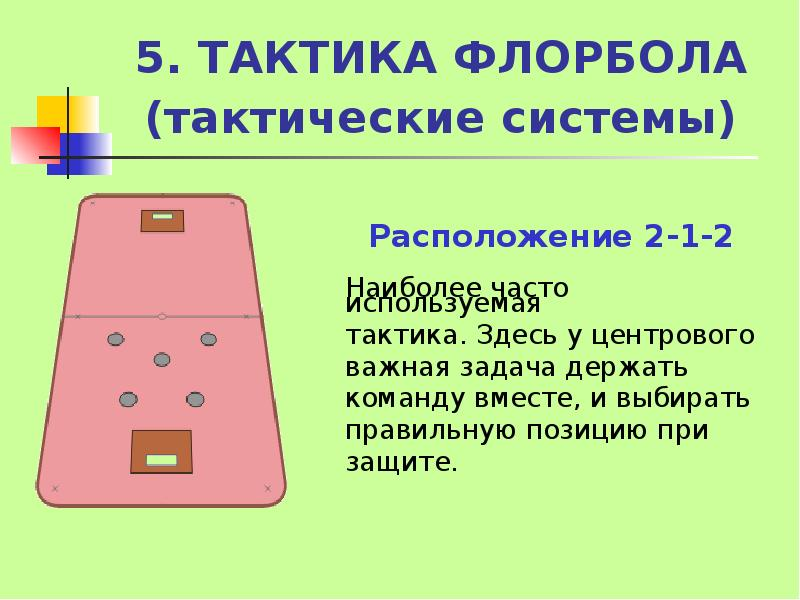 5. ТАКТИКА ФЛОРБОЛА
(тактические системы)
Расположение 2-1-2
Наиболее часто
используемая
тактика. Здесь у центрового
важная задача держать
команду вместе, и выбирать
правильную позицию при
защите.